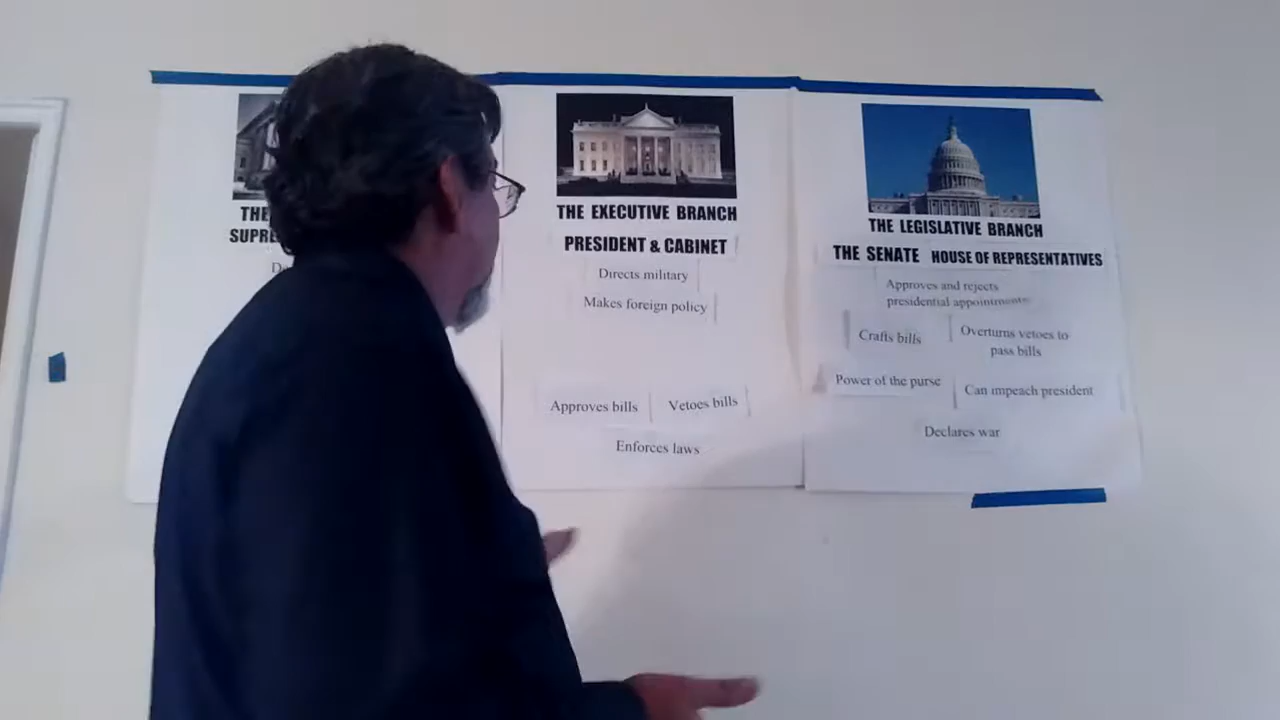 THE
SUPRE
THE EXECUTIVE BRANCH
PRESIDENT & CABINET
Directs military
Makes foreign policy
Approves bills
Vetoes bills
Enforces laws
THE LEGISLATIVE BRANCH
THE SENATE HOUSE OF REPRESENTATIVES
Approves and rejects
presidential appointments
Crafts bills
Overturns vetoes to
pass bills
Power of the purse
Can impeach president
Declares war